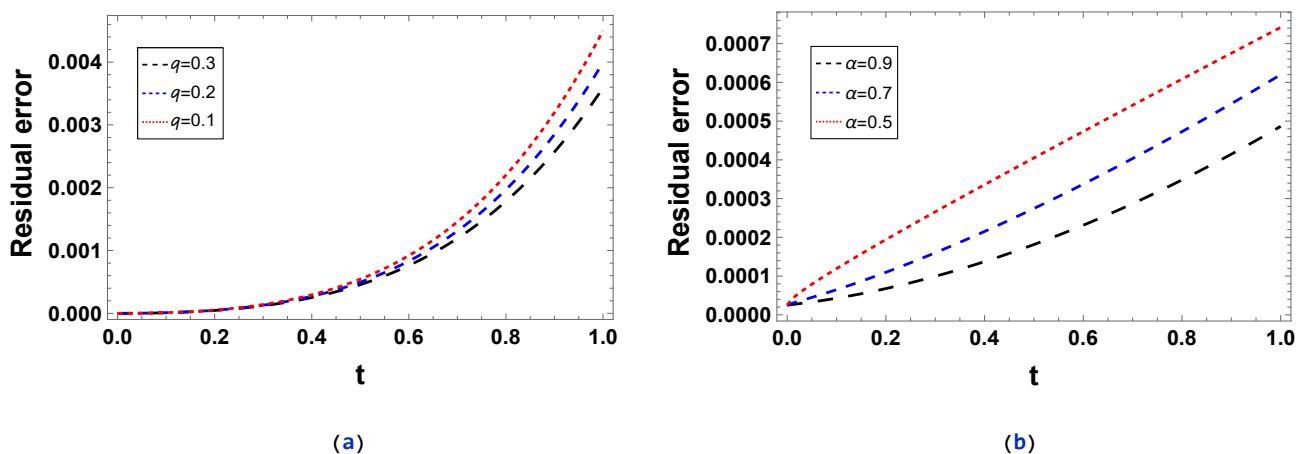 0.004
0.003
0.002
0.001
0.000
Residual error
q=0.3
q=0.2
q=0.1
0.0 0.2 0.4 0.6 0.8 1.0
t
(a)
0.0007
0.0006
0.0005
0.0004
0.0003
0.0002
0.0001
0.0000
Residual error
α=0.9
α=0.7
α=0.5
0.0 0.2 0.4 0.6 0.8 1.0
t
(b)